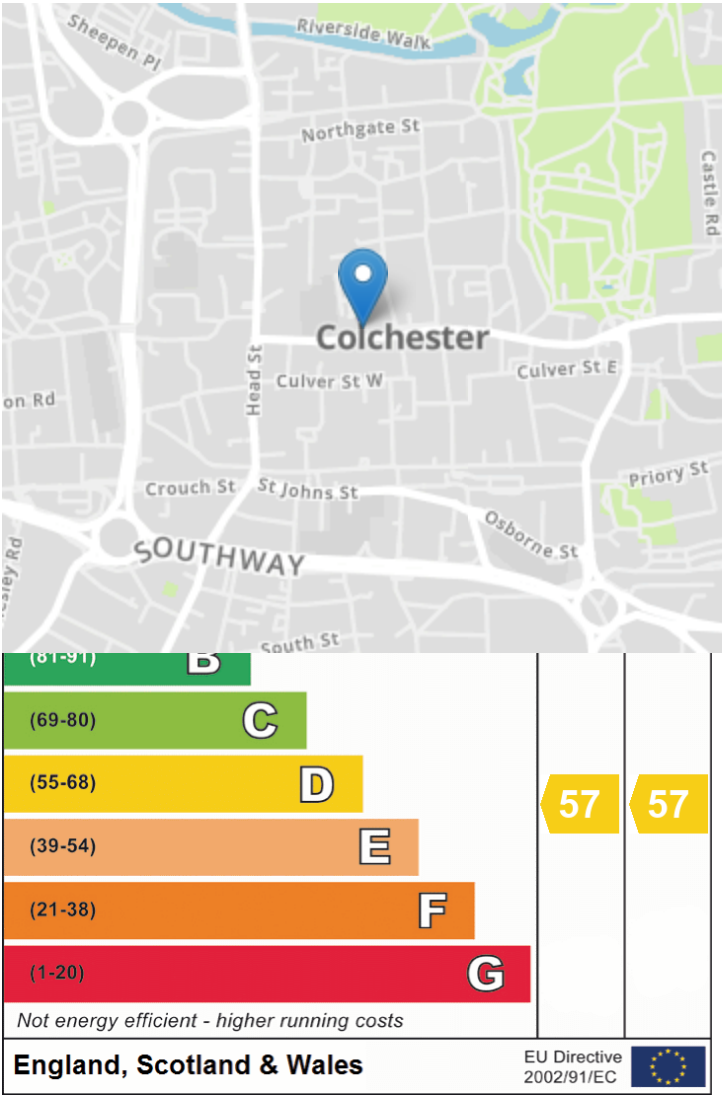 Riverside Walk
Sheepen Pl
Northgate St
Castle Rd
Colchester
Head St
Culver St W
Culver St E
on Rd
Crouch St
St Johns St
Priory St
Osborne St
SOUTHWAY
sley Rd
South St
(81-91) B
(69-80) C
(55-68) D
57 57
(39-54) E
(21-38) F
(1-20) G
Not energy efficient - higher running costs
England, Scotland & Wales
EU Directive
2002/91/EC